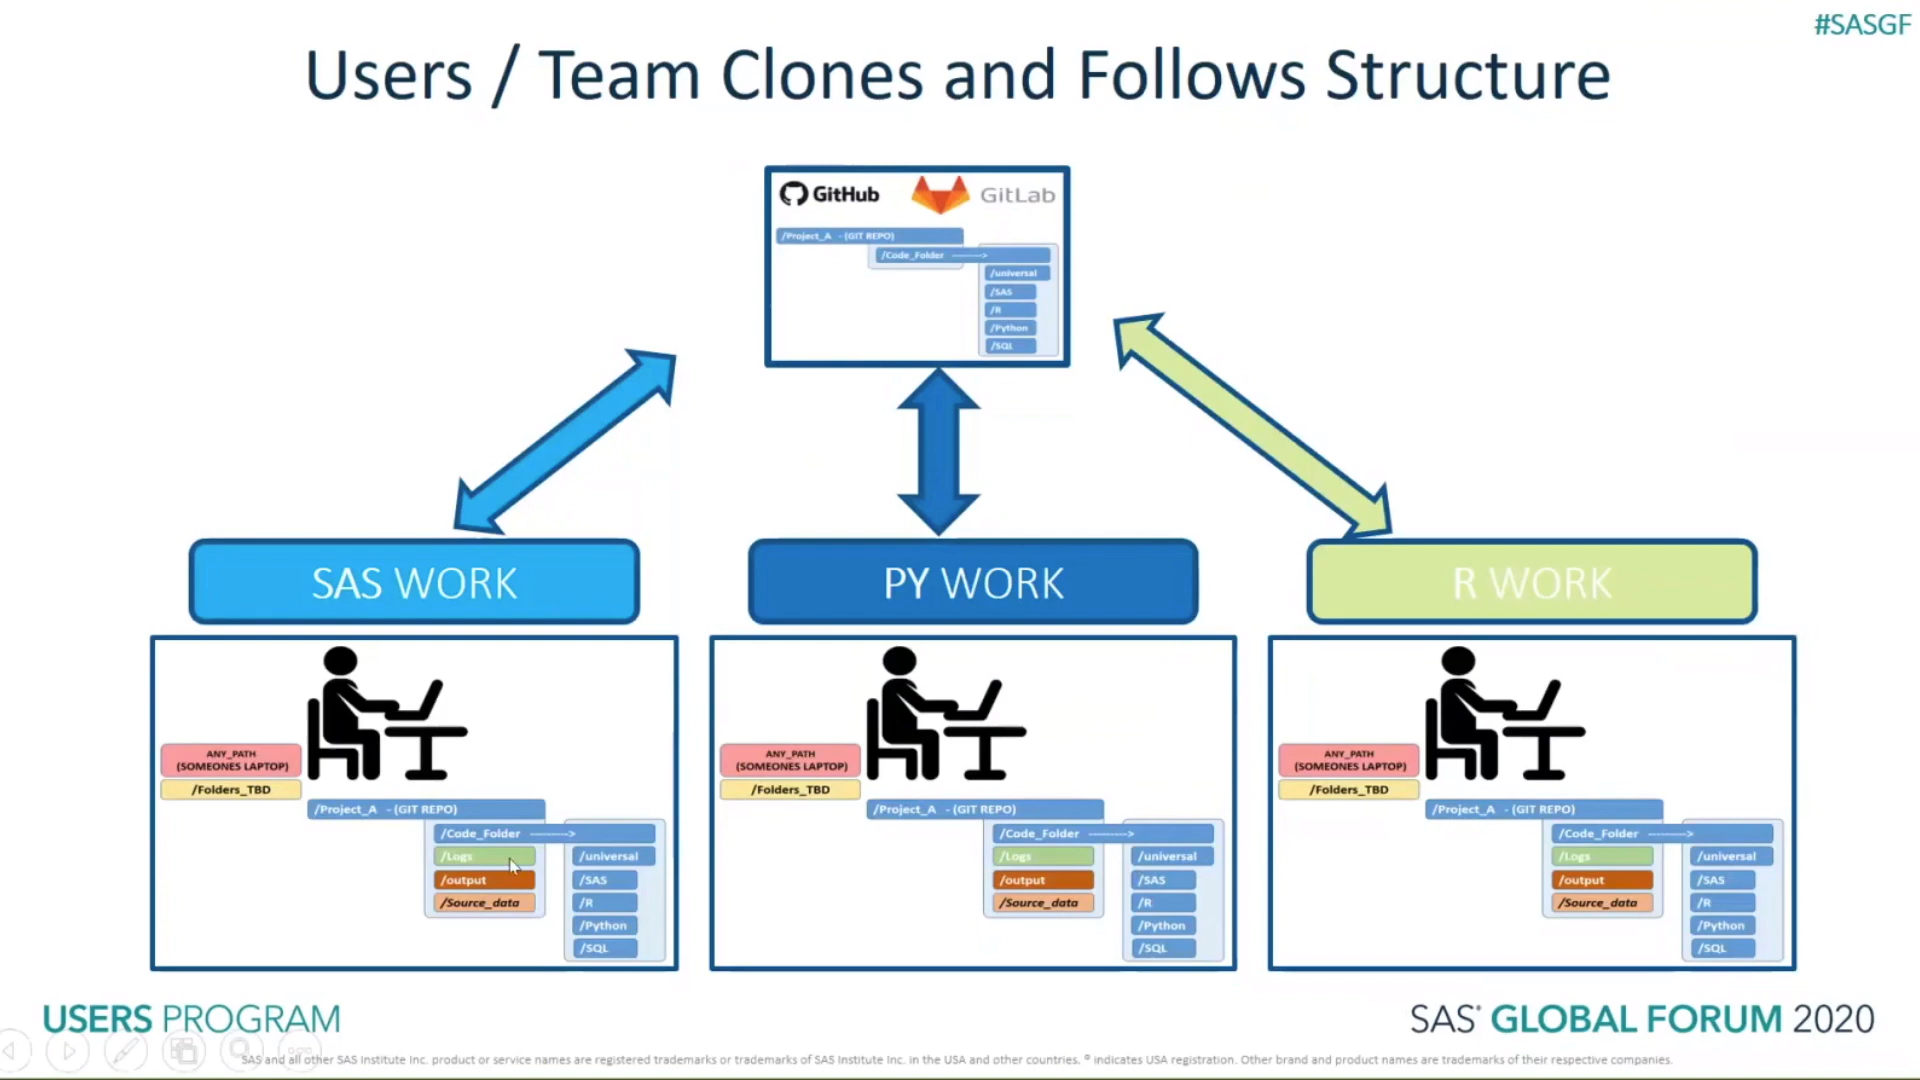 #SASGF
Users / Team Clones and Follows Structure
GitHub GitLab
/Project_A - (GIT REPO)
/Code_Folder -------->
/universal
/SAS
/R
/Python
/SQL
SAS WORK
PY WORK
R WORK
ANY_PATH
(SOMEONES LAPTOP)
/Folders_TBD
/Project_A - (GIT REPO)
/Code_Folder --------->
/Logs
/output
/Source_data
/universal
/SAS
/R
/Python
/SQL
ANY_PATH
(SOMEONES LAPTOP)
/Folders_TBD
/Project_A - (GIT REPO)
/Code_Folder --------->
/Logs
/output
/Source_data
/universal
/SAS
/R
/Python
/SQL
ANY_PATH
(SOMEONES LAPTOP)
/Folders_TBD
/Project_A - (GIT REPO)
/Code_Folder --------->
/Logs
/output
/Source_data
/universal
/SAS
/R
/Python
/SQL
USERS PROGRAM
SAS® GLOBAL FORUM 2020
SAS and all other SAS Institute Inc. product or service names are registered trademarks or trademarks of SAS Institute Inc. in the USA and other countries. ® indicates USA registration. Other brand and product names are trademarks of their respective companies.